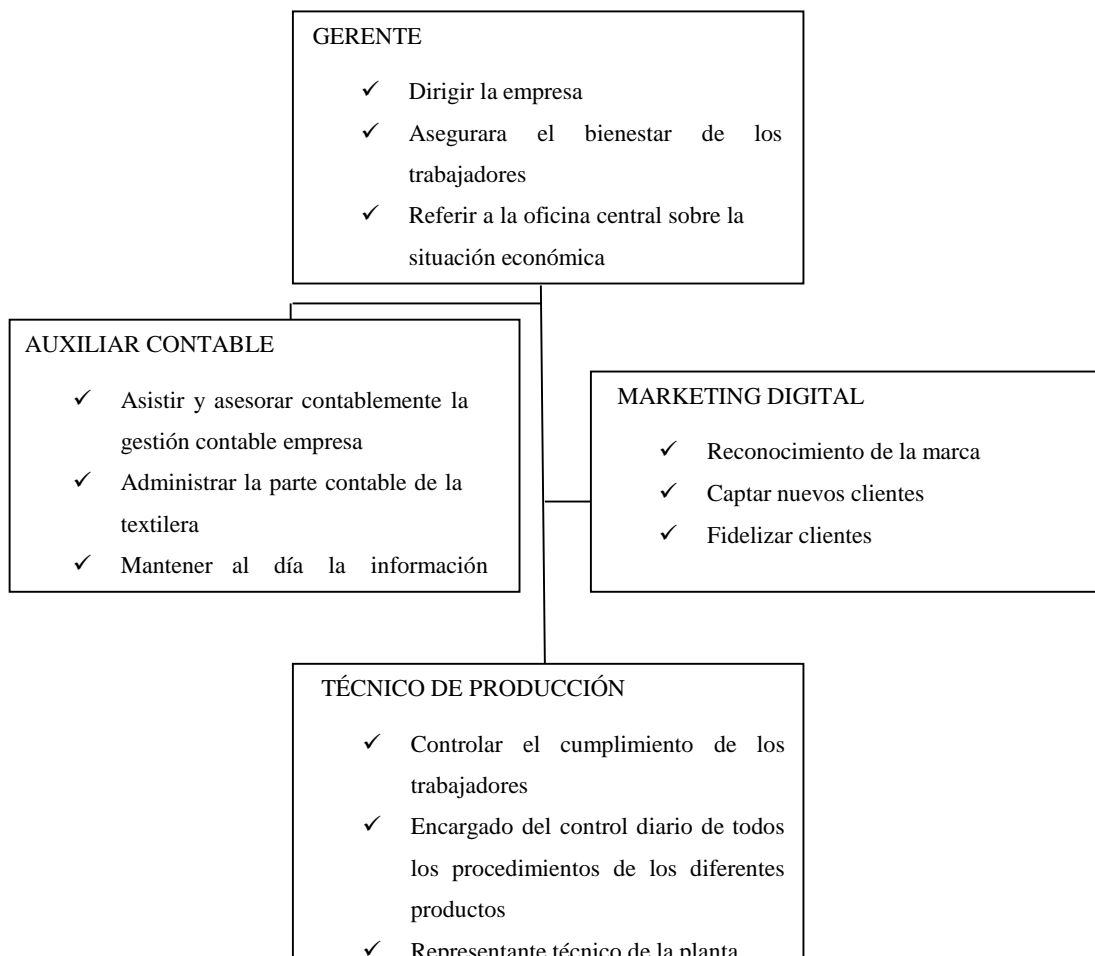 GERENTE
✓ Dirigir la empresa
✓ Asegurara el bienestar de los
trabajadores
✓ Referir a la oficina central sobre la
situación económica
AUXILIAR CONTABLE
✓ Asistir y asesorar contablemente la
gestión contable empresa
✓ Administrar la parte contable de la
textilera
✓ Mantener al día la información
MARKETING DIGITAL
✓ Reconocimiento de la marca
✓ Captar nuevos clientes
✓ Fidelizar clientes
TÉCNICO DE PRODUCCIÓN
✓ Controlar el cumplimiento de los
trabajadores
✓ Encargado del control diario de todos
los procedimientos de los diferentes
productos
✓ Representante técnico de la planta